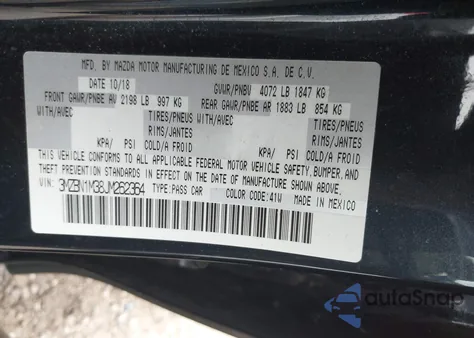 MFD. BY MAZDA MOTOR MANUFACTURING DE MEXICO S.A. DE C.V.
DATE 10/18 GVWR/PNBV 4072 LB 1847 KG
FRONT GAWR/PNBE AV 2198 LB 997 KG REAR GAWR/PNBE AR 1883 LB 854 KG
WITH/AVEC TIRES/PNEUS WITH/AVEC TIRES/PNEUS
RIMS/JANTES RIMS/JANTES
KPA/ PSI COLD/A FROID KPA/ PSI COLD/A FROID
THIS VEHICLE CONFORMS TO ALL APPLICABLE FEDERAL MOTOR VEHICLE SAFETY, BUMPER, AND
THEFT PREVENTION STANDARDS IN EFFECT ON THE DATE OF MANUFACTURE SHOWN ABOVE.
VIN: 3MZBN1M38JM262364 TYPE: PASS CAR COLOR CODE: 41W MADE IN MEXICO
autoSnap